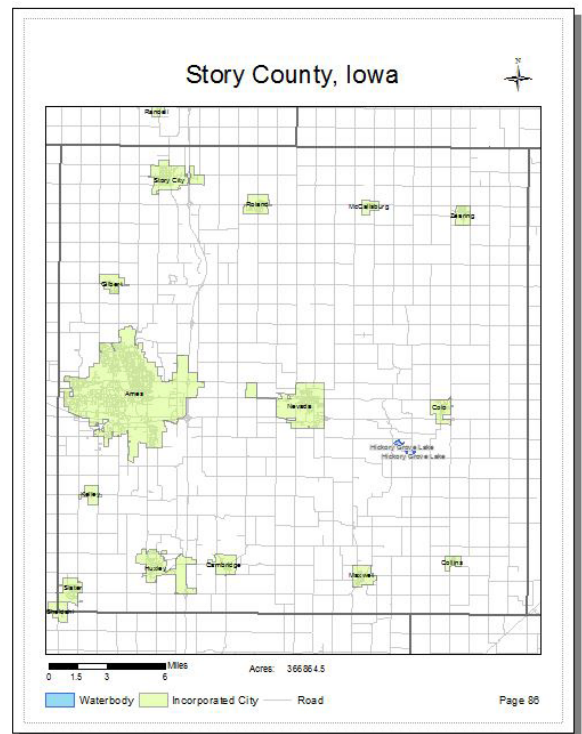 Story County, Iowa
N
Randall
Story City
Roland
McCallsburg
Zearing
Gilbert
Ames
Nevada
Colo
Hickory Grove Lake
Hickory Grove Lake
Kelley
Huxley
Cambridge
Collins
Maxwell
Slater
Sheldahl
Miles
0 1.5 3 6
Acres: 366864.5
Waterbody Incorporated City Road Page 86